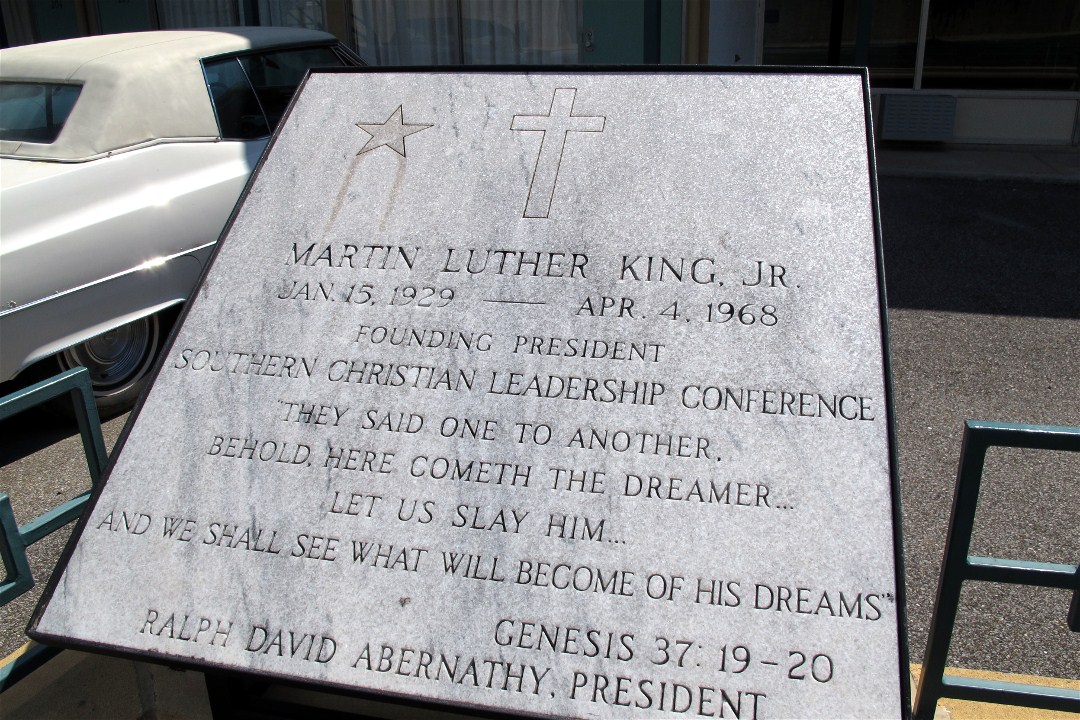 MARTIN LUTHER KING, JR.
JAN. 15, 1929 — APR. 4, 1968
FOUNDING PRESIDENT
SOUTHERN CHRISTIAN LEADERSHIP CONFERENCE
"THEY SAID ONE TO ANOTHER,
BEHOLD, HERE COMETH THE DREAMER...
LET US SLAY HIM...
AND WE SHALL SEE WHAT WILL BECOME OF HIS DREAMS"
GENESIS 37: 19-20
RALPH DAVID ABERNATHY, PRESIDENT